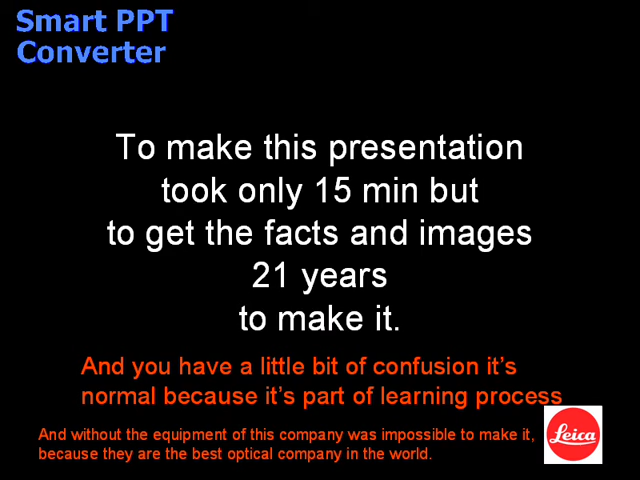 Smart PPT
Converter
To make this presentation
took only 15 min but
to get the facts and images
21 years
to make it.
And you have a little bit of confusion it's
normal because it's part of learning process
And without the equipment of this company was impossible to make it,
because they are the best optical company in the world.
Leica